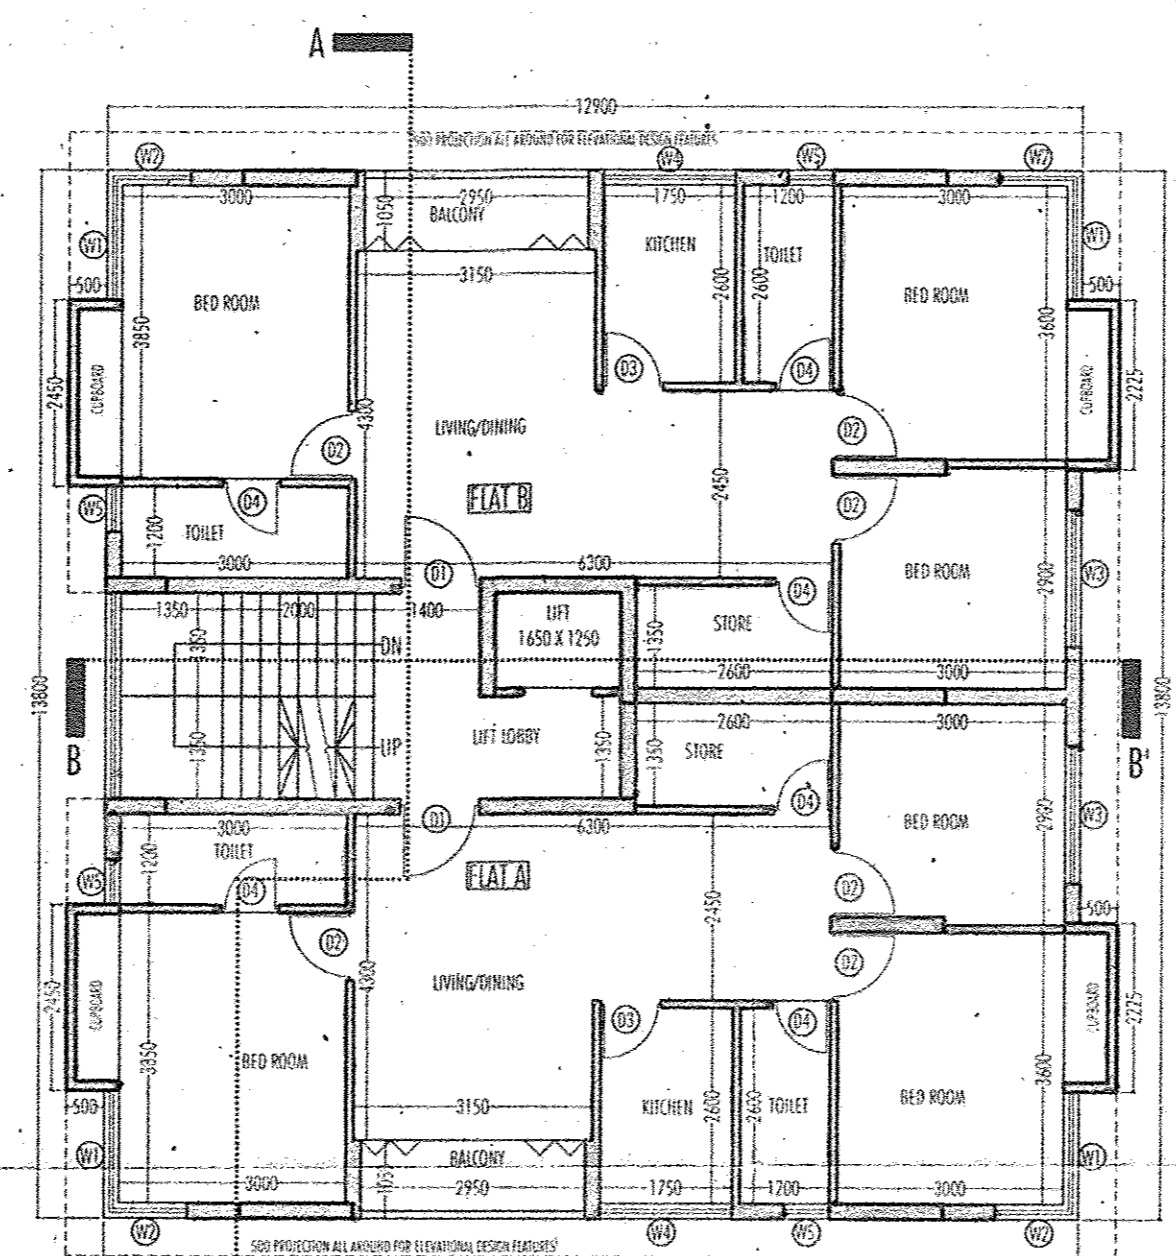 A
12900
500 PROJECTION ALL AROUND FOR ELEVATIONAL DESIGN FEATURES
W2 W4 W5 W2
3000 2950 1750 1200 3000
1050
BALCONY
W1 KITCHEN TOILET W1
500 3150 500
BED ROOM 2600 2600 BED ROOM
3850 3600
2450 CUPBOARD D3 D4 CUPBOARD 2225
4300 LIVING/DINING D2
D2
FLAT B 2450
W5 D4 D2
1200 TOILET
3000 6300
D1 BED ROOM W3
D4 2900
1350 2000 1400 LIFT
1650 X 1250 STORE
1350 DN 1350
2600 3000
13800 13800
B 2600 3000 B'
1350 UP LIFT LOBBY 1350 1350 STORE
D4
3000 D1 6300 BED ROOM W3
TOILET
1200 FLAT A
W5 D4 D2
2450 500
D2 D2
2450 CUPBOARD 4300 LIVING/DINING CUPBOARD 2225
D3 D4
3850 BED ROOM 3600
500 3150 KITCHEN 2600 2600 TOILET BED ROOM
W1 BALCONY W1
3000 2950 1750 1200 3000
W2 W4 W5 W2
500 PROJECTION ALL AROUND FOR ELEVATIONAL DESIGN FEATURES